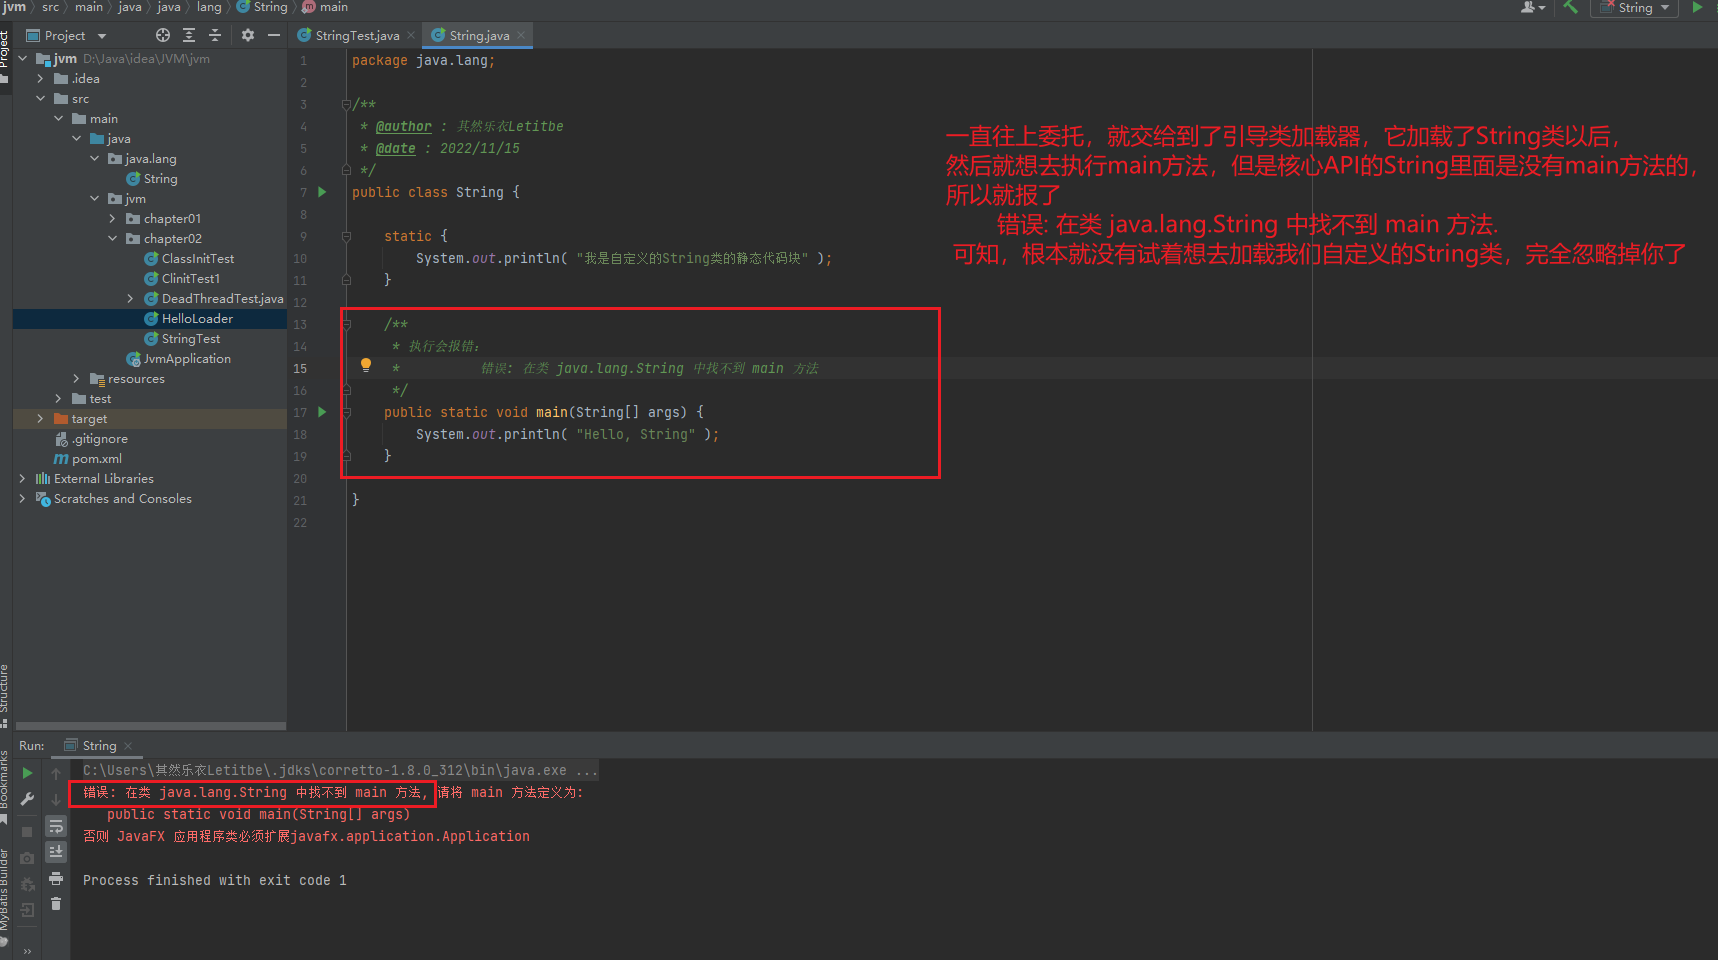 jvm › src › main › java › java › lang › String › main
String
Project
StringTest.java
String.java
Project
jvm D:\Java\idea\JVM\jvm
.idea
src
main
java
java.lang
String
jvm
chapter01
chapter02
ClassInitTest
ClinitTest1
DeadThreadTest.java
HelloLoader
StringTest
JvmApplication
resources
test
target
.gitignore
pom.xml
External Libraries
Scratches and Consoles
1 package java.lang;
2
3 /**
4 * @author : 其然乐衣Letitbe
5 * @date : 2022/11/15
6 */
7 public class String {
8
9 static {
10 System.out.println( "我是自定义的String类的静态代码块" );
11 }
12
13 /**
14 * 执行会报错:
15 * 错误: 在类 java.lang.String 中找不到 main 方法
16 */
17 public static void main(String[] args) {
18 System.out.println( "Hello, String" );
19 }
20
21 }
22
一直往上委托，就交给到了引导类加载器，它加载了String类以后，
然后就想去执行main方法，但是核心API的String里面是没有main方法的，
所以就报了
错误: 在类 java.lang.String 中找不到 main 方法.
可知，根本就没有试着想去加载我们自定义的String类，完全忽略掉你了
Structure
Bookmarks
MyBatis Builder
Run: String
C:\Users\其然乐衣Letitbe\.jdks\corretto-1.8.0_312\bin\java.exe ...
错误: 在类 java.lang.String 中找不到 main 方法, 请将 main 方法定义为:
public static void main(String[] args)
否则 JavaFX 应用程序类必须扩展javafx.application.Application
Process finished with exit code 1